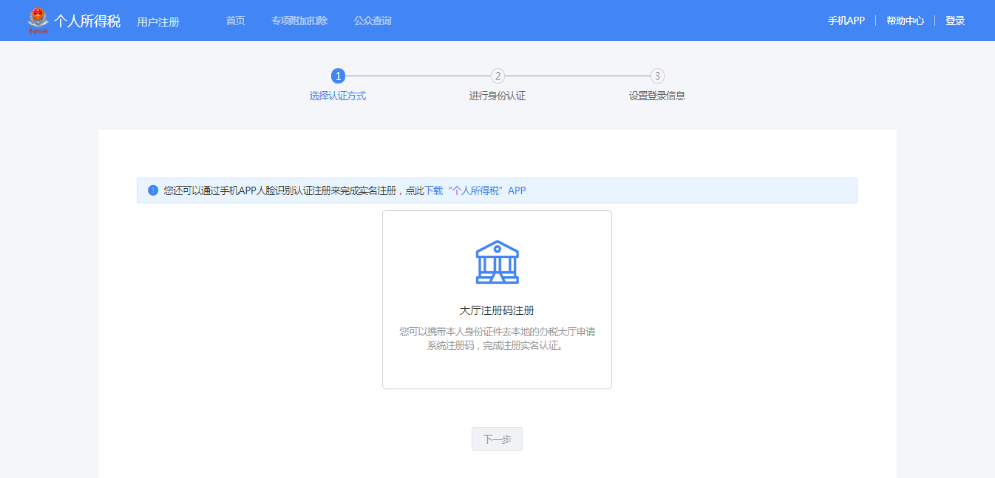 个人所得税 用户注册 首页 专项附加扣除 公众查询 手机APP 帮助中心 登录
1 2 3
选择认证方式 进行身份认证 设置登录信息
您还可以通过手机APP人脸识别认证注册来完成实名注册，点此下载“个人所得税”APP
大厅注册码注册
您可以携带本人身份证件去本地的办税大厅申请
系统注册码，完成注册实名认证。
下一步